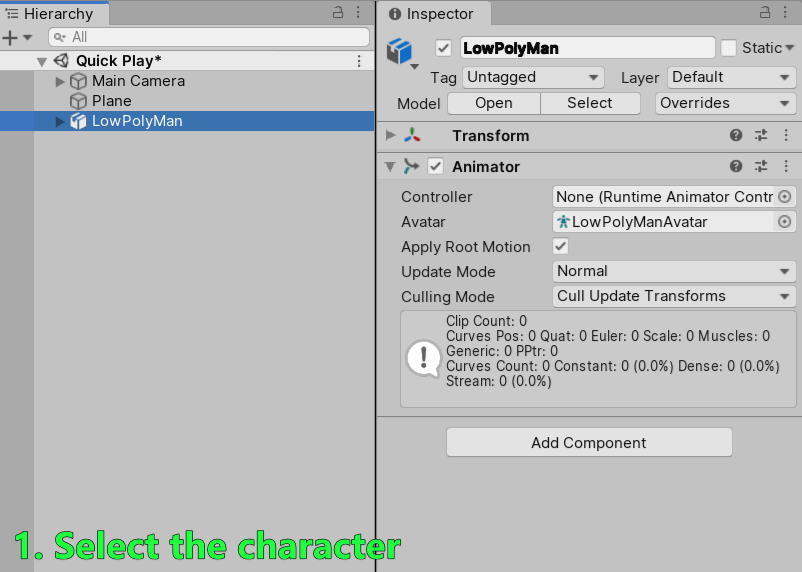 Hierarchy
All
Quick Play*
Main Camera
Plane
LowPolyMan
Inspector
LowPolyMan
Static
Tag Untagged Layer Default
Model Open Select Overrides
Transform
Animator
Controller None (Runtime Animator Contr
Avatar LowPolyManAvatar
Apply Root Motion
Update Mode Normal
Culling Mode Cull Update Transforms
Clip Count: 0
Curves Pos: 0 Quat: 0 Euler: 0 Scale: 0 Muscles: 0
Generic: 0 PPtr: 0
Curves Count: 0 Constant: 0 (0.0%) Dense: 0 (0.0%)
Stream: 0 (0.0%)
Add Component
1. Select the character